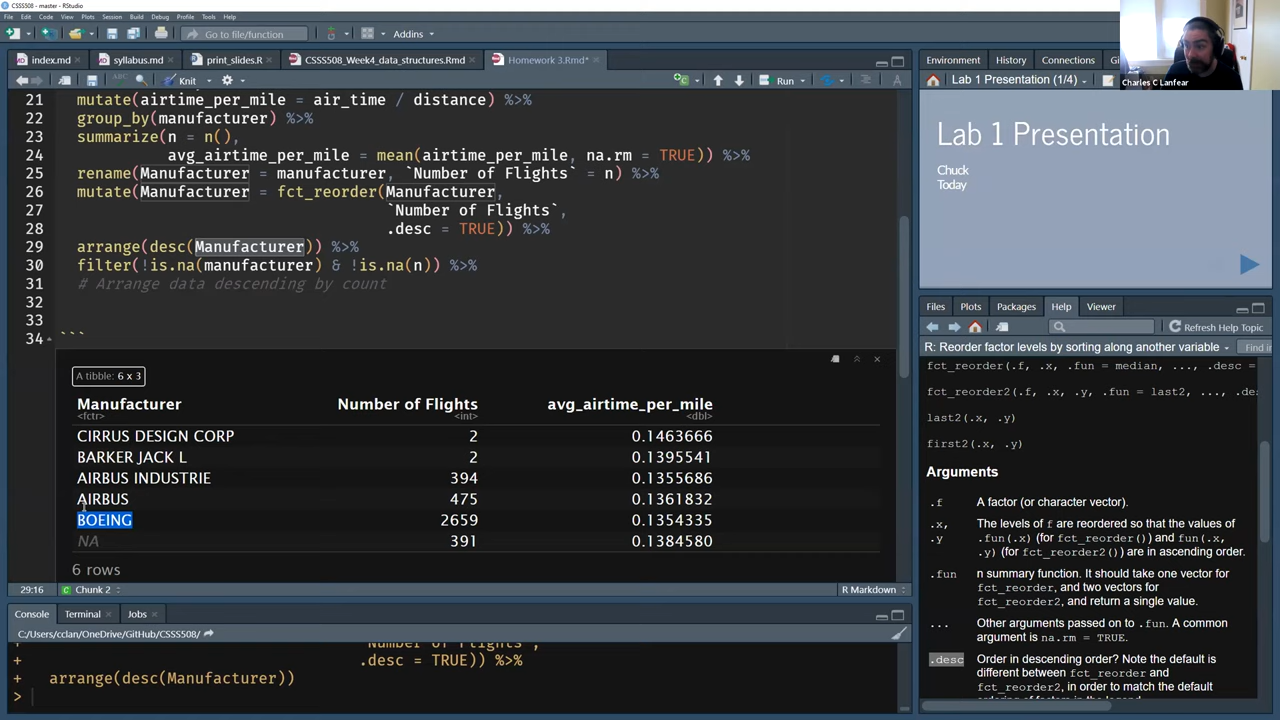 CSSS508 - master - RStudio
File Edit Code View Plots Session Build Debug Profile Tools Help
Go to file/function
Addins
index.md
syllabus.md
print_slides.R
CSSS508_Week4_data_structures.Rmd
Homework 3.Rmd*
Knit
Run
21 mutate(airtime_per_mile = air_time / distance) %>%
22 group_by(manufacturer) %>%
23 summarize(n = n(),
24 avg_airtime_per_mile = mean(airtime_per_mile, na.rm = TRUE)) %>%
25 rename(Manufacturer = manufacturer, `Number of Flights` = n) %>%
26 mutate(Manufacturer = fct_reorder(Manufacturer,
27 `Number of Flights`,
28 .desc = TRUE)) %>%
29 arrange(desc(Manufacturer)) %>%
30 filter(!is.na(manufacturer) & !is.na(n)) %>%
31 # Arrange data descending by count
32
33
34 ```
A tibble: 6 x 3
Manufacturer Number of Flights avg_airtime_per_mile
<fctr> <int> <dbl>
CIRRUS DESIGN CORP 2 0.1463666
BARKER JACK L 2 0.1395541
AIRBUS INDUSTRIE 394 0.1355686
AIRBUS 475 0.1361832
BOEING 2659 0.1354335
NA 391 0.1384580
6 rows
29:16 Chunk 2 R Markdown
Console Terminal Jobs
C:/Users/cclan/OneDrive/GitHub/CSSS508/
+ `Number of Flights`,
+ .desc = TRUE)) %>%
+ arrange(desc(Manufacturer))
>
Environment History Connections
Charles C Lanfear
Lab 1 Presentation (1/4)
Lab 1 Presentation
Chuck
Today
Files Plots Packages Help Viewer
Refresh Help Topic
R: Reorder factor levels by sorting along another variable
Find in
fct_reorder(.f, .x, .fun = median, ..., .desc =
fct_reorder2(.f, .x, .y, .fun = last2, ..., .de
last2(.x, .y)
first2(.x, .y)
Arguments
.f A factor (or character vector).
.x, The levels of f are reordered so that the values of
.y .fun(.x) (for fct_reorder()) and fun(.x,
.y) (for fct_reorder2()) are in ascending order.
.fun n summary function. It should take one vector for
fct_reorder, and two vectors for
fct_reorder2, and return a single value.
... Other arguments passed on to .fun. A common
argument is na.rm = TRUE.
.desc Order in descending order? Note the default is
different between fct_reorder and
fct_reorder2, in order to match the default